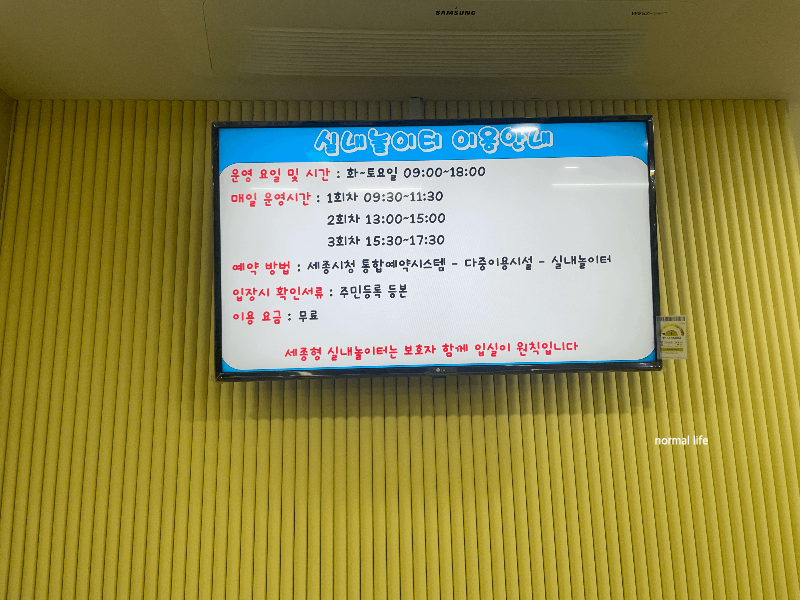 SAMSUNG
실내놀이터 이용안내
운영 요일 및 시간 : 화~토요일 09:00~18:00
매일 운영시간 : 1회차 09:30~11:30
2회차 13:00~15:00
3회차 15:30~17:30
예약 방법 : 세종시청 통합예약시스템 - 다중이용시설 - 실내놀이터
입장시 확인서류 : 주민등록 등본
이용 요금 : 무료
세종형 실내놀이터는 보호자 함께 입실이 원칙입니다
LG
normal life